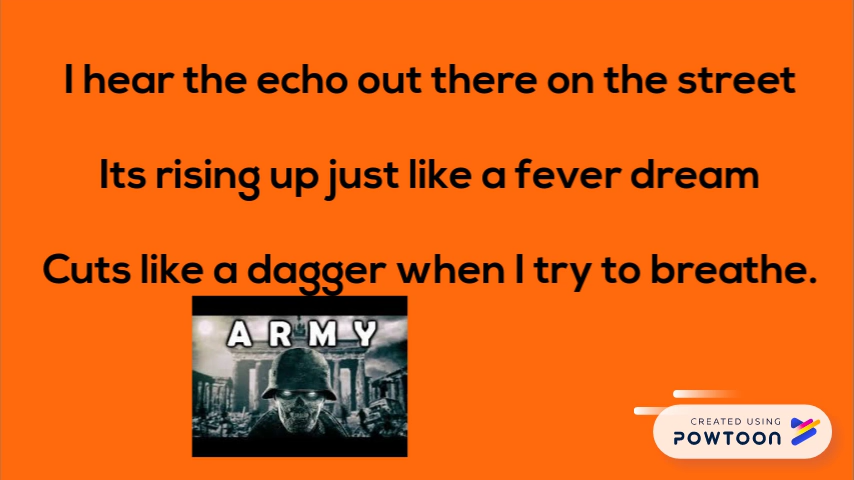 I hear the echo out there on the street
Its rising up just like a fever dream
Cuts like a dagger when I try to breathe.
ARMY
CREATED USING
POWTOON